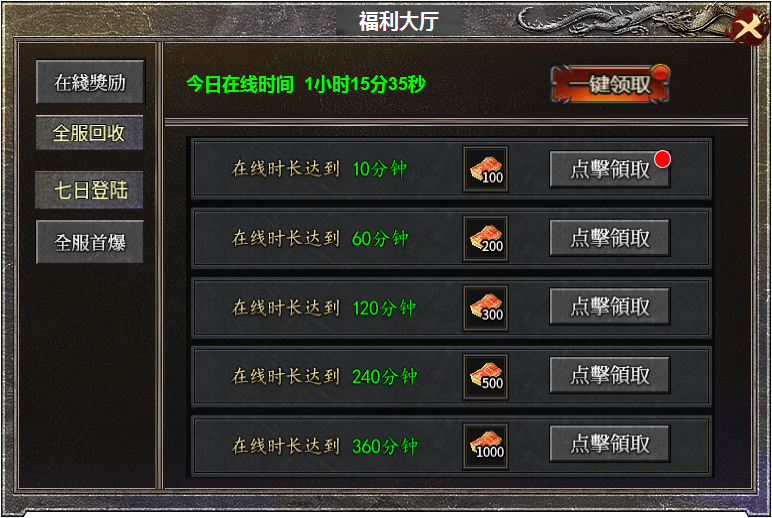 福利大厅
在綫獎励
全服回收
七日登陆
全服首爆
今日在线时间 1小时15分35秒
一键领取
在线时长达到 10分钟 100 点擊領取
在线时长达到 60分钟 200 点擊領取
在线时长达到 120分钟 300 点擊領取
在线时长达到 240分钟 500 点擊領取
在线时长达到 360分钟 1000 点擊領取